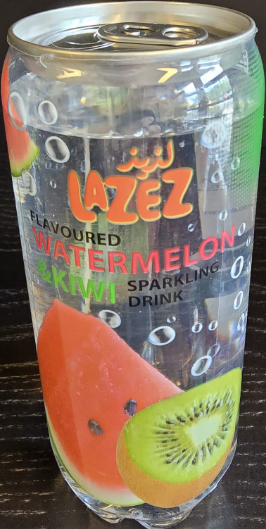 لذيذ
LAZEZ
FLAVOURED
WATERMELON
&KIWI SPARKLING
DRINK